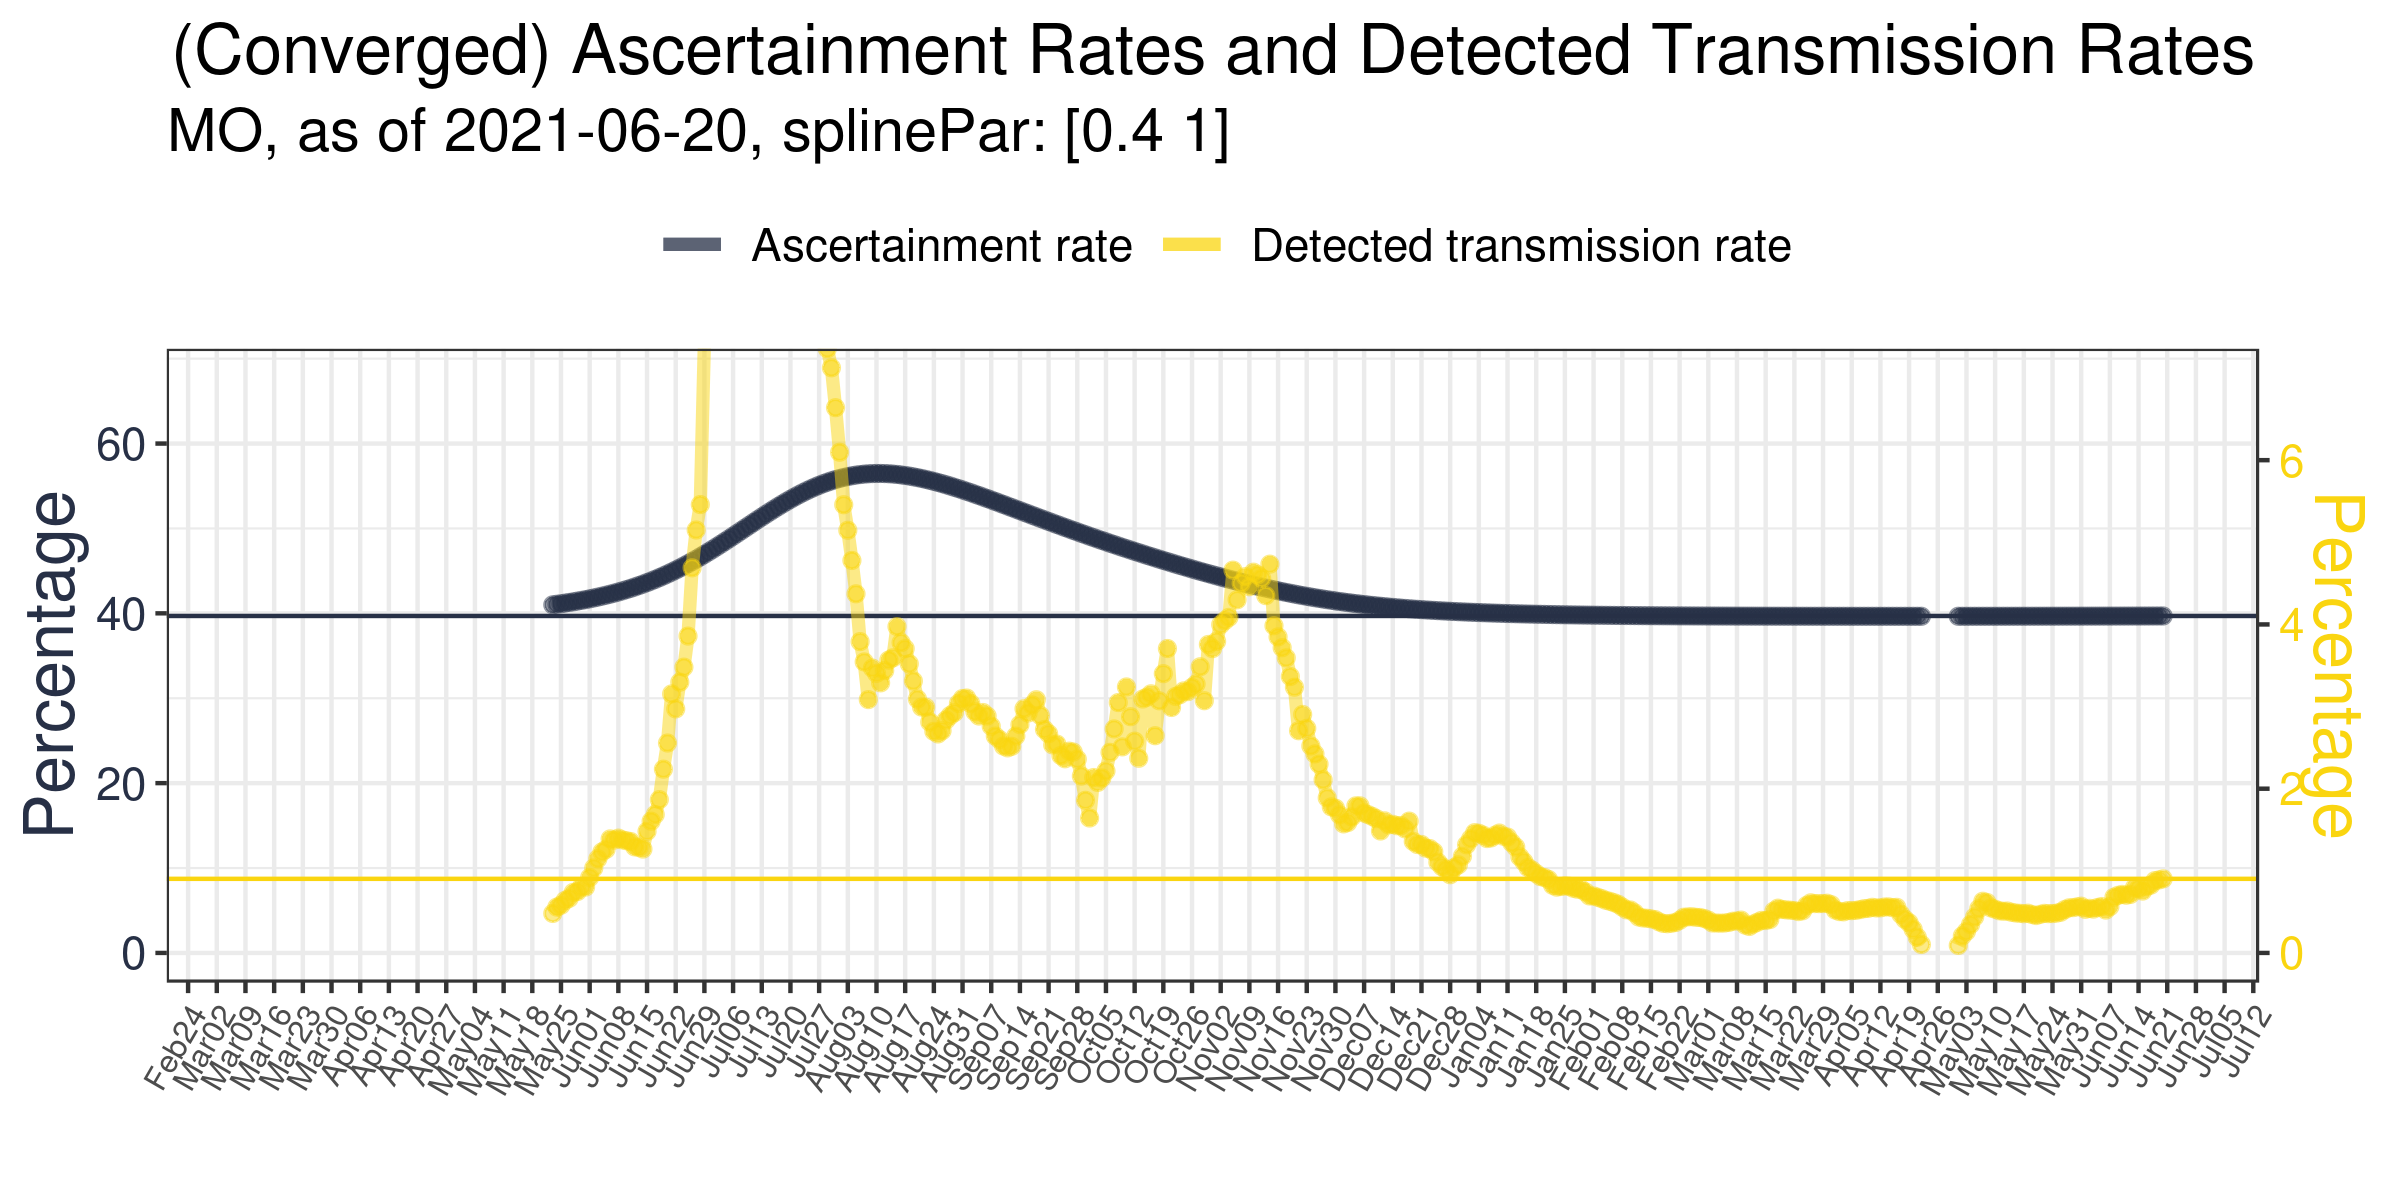 (Converged) Ascertainment Rates and Detected Transmission Rates
MO, as of 2021-06-20, splinePar: [0.4 1]
Ascertainment rate Detected transmission rate
Percentage
60
40
20
0
6
4
2
0
Percentage
Feb24 Mar02 Mar09 Mar16 Mar23 Mar30 Apr06 Apr13 Apr20 Apr27 May04 May11 May18 May25 Jun01 Jun08 Jun15 Jun22 Jun29 Jul06 Jul13 Jul20 Jul27 Aug03 Aug10 Aug17 Aug24 Aug31 Sep07 Sep14 Sep21 Sep28 Oct05 Oct12 Oct19 Oct26 Nov02 Nov09 Nov16 Nov23 Nov30 Dec07 Dec14 Dec21 Dec28 Dec04 Jan11 Jan18 Jan25 Feb01 Feb08 Feb15 Feb22 Mar01 Mar08 Mar15 Mar22 Mar29 Mar05 Apr12 Apr19 Apr26 Apr03 May10 May17 May24 May31 May07 Jun14 Jun21 Jun28 Jul05 Jul12